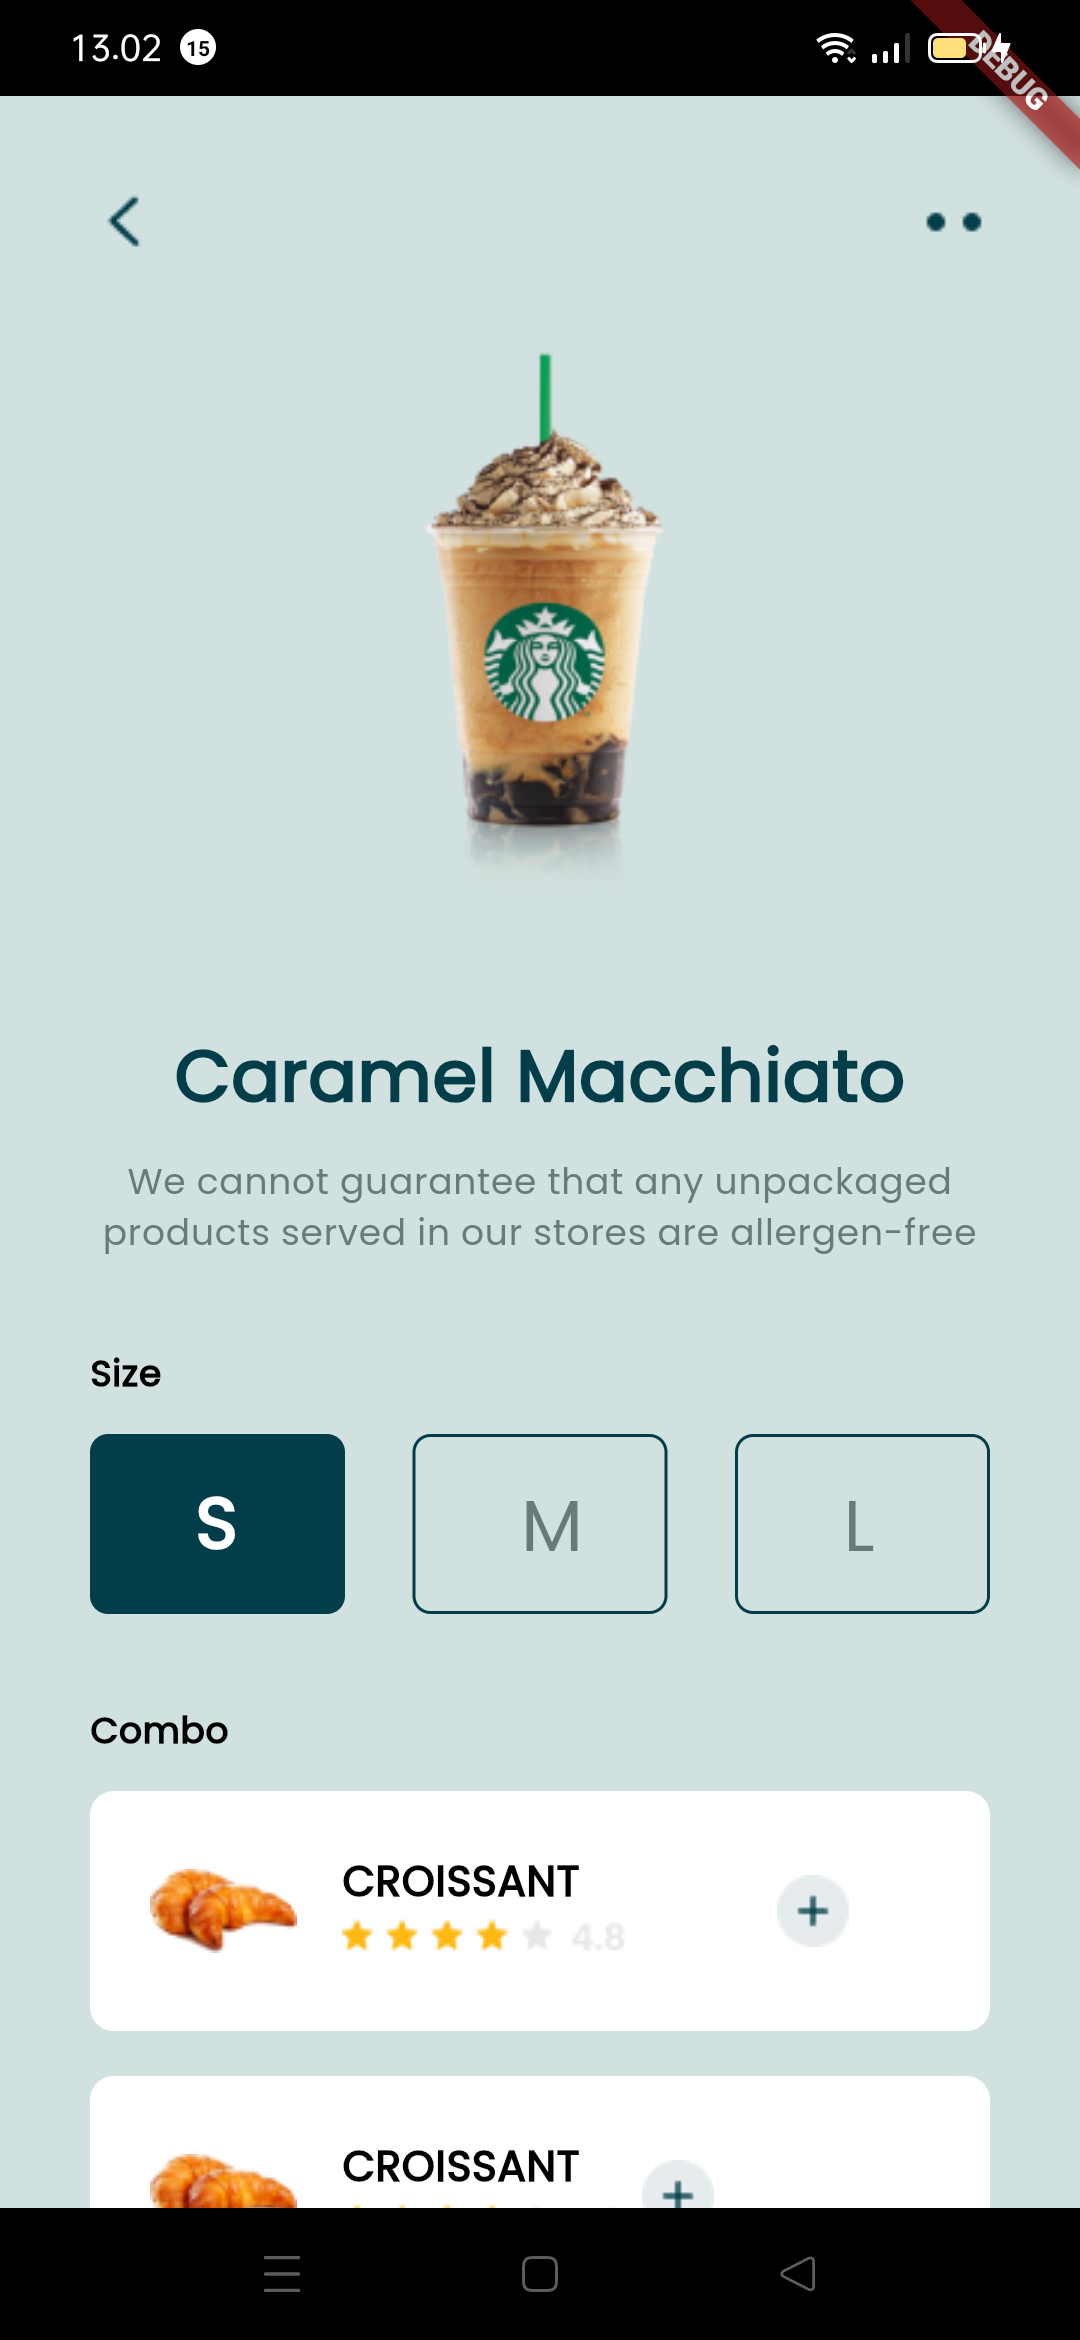 13.02 15
DEBUG
Caramel Macchiato
We cannot guarantee that any unpackaged
products served in our stores are allergen-free
Size
S M L
Combo
CROISSANT
4.8
CROISSANT